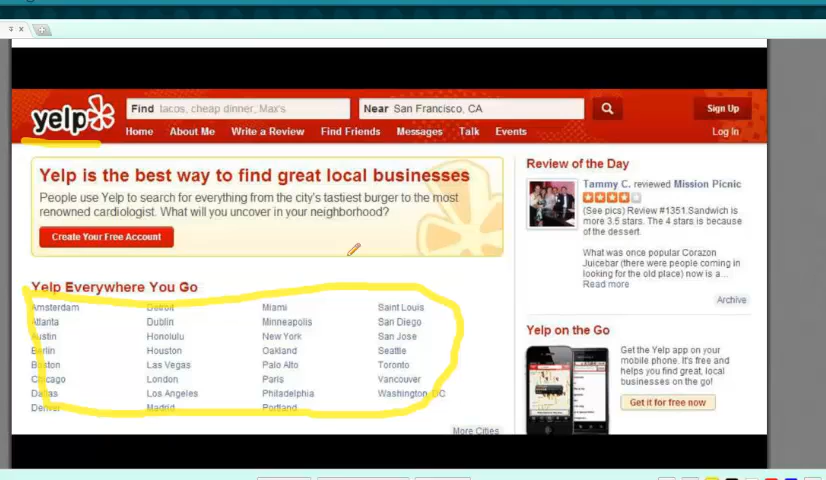 yelp
Find tacos, cheap dinner, Max's
Near San Francisco, CA
Sign Up
Home About Me Write a Review Find Friends Messages Talk Events
Log In
Yelp is the best way to find great local businesses
People use Yelp to search for everything from the city's tastiest burger to the most
renowned cardiologist. What will you uncover in your neighborhood?
Create Your Free Account
Yelp Everywhere You Go
Amsterdam Detroit Miami Saint Louis
Atlanta Dublin Minneapolis San Diego
Austin Honolulu New York San Jose
Berlin Houston Oakland Seattle
Boston Las Vegas Palo Alto Toronto
Chicago London Paris Vancouver
Dallas Los Angeles Philadelphia Washington, DC
Denver Madrid Portland
More Cities
Review of the Day
Tammy C. reviewed Mission Picnic
(See pics) Review #1351 Sandwich is
more 3.5 stars. The 4 stars is because
of the dessert.
What was once popular Corazon
Juicebar (there were people coming in
looking for the old place) now is a...
Read more
Archive
Yelp on the Go
Get the Yelp app on your
mobile phone. It's free and
helps you find great, local
businesses on the go!
Get it for free now